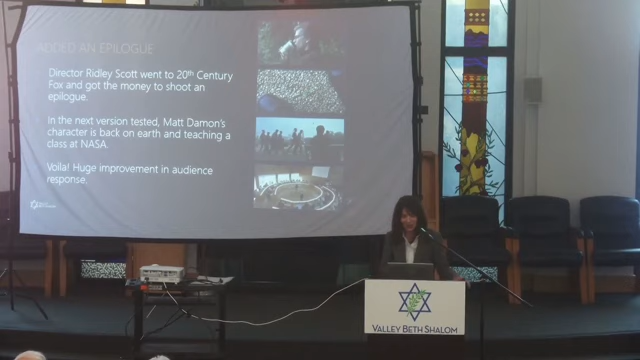 ADDED AN EPILOGUE
Director Ridley Scott went to 20th Century
Fox and got the money to shoot an
epilogue.
In the next version tested, Matt Damon's
character is back on earth and teaching a
class at NASA.
Voila! Huge improvement in audience
response.
VALLEY BETH SHALOM